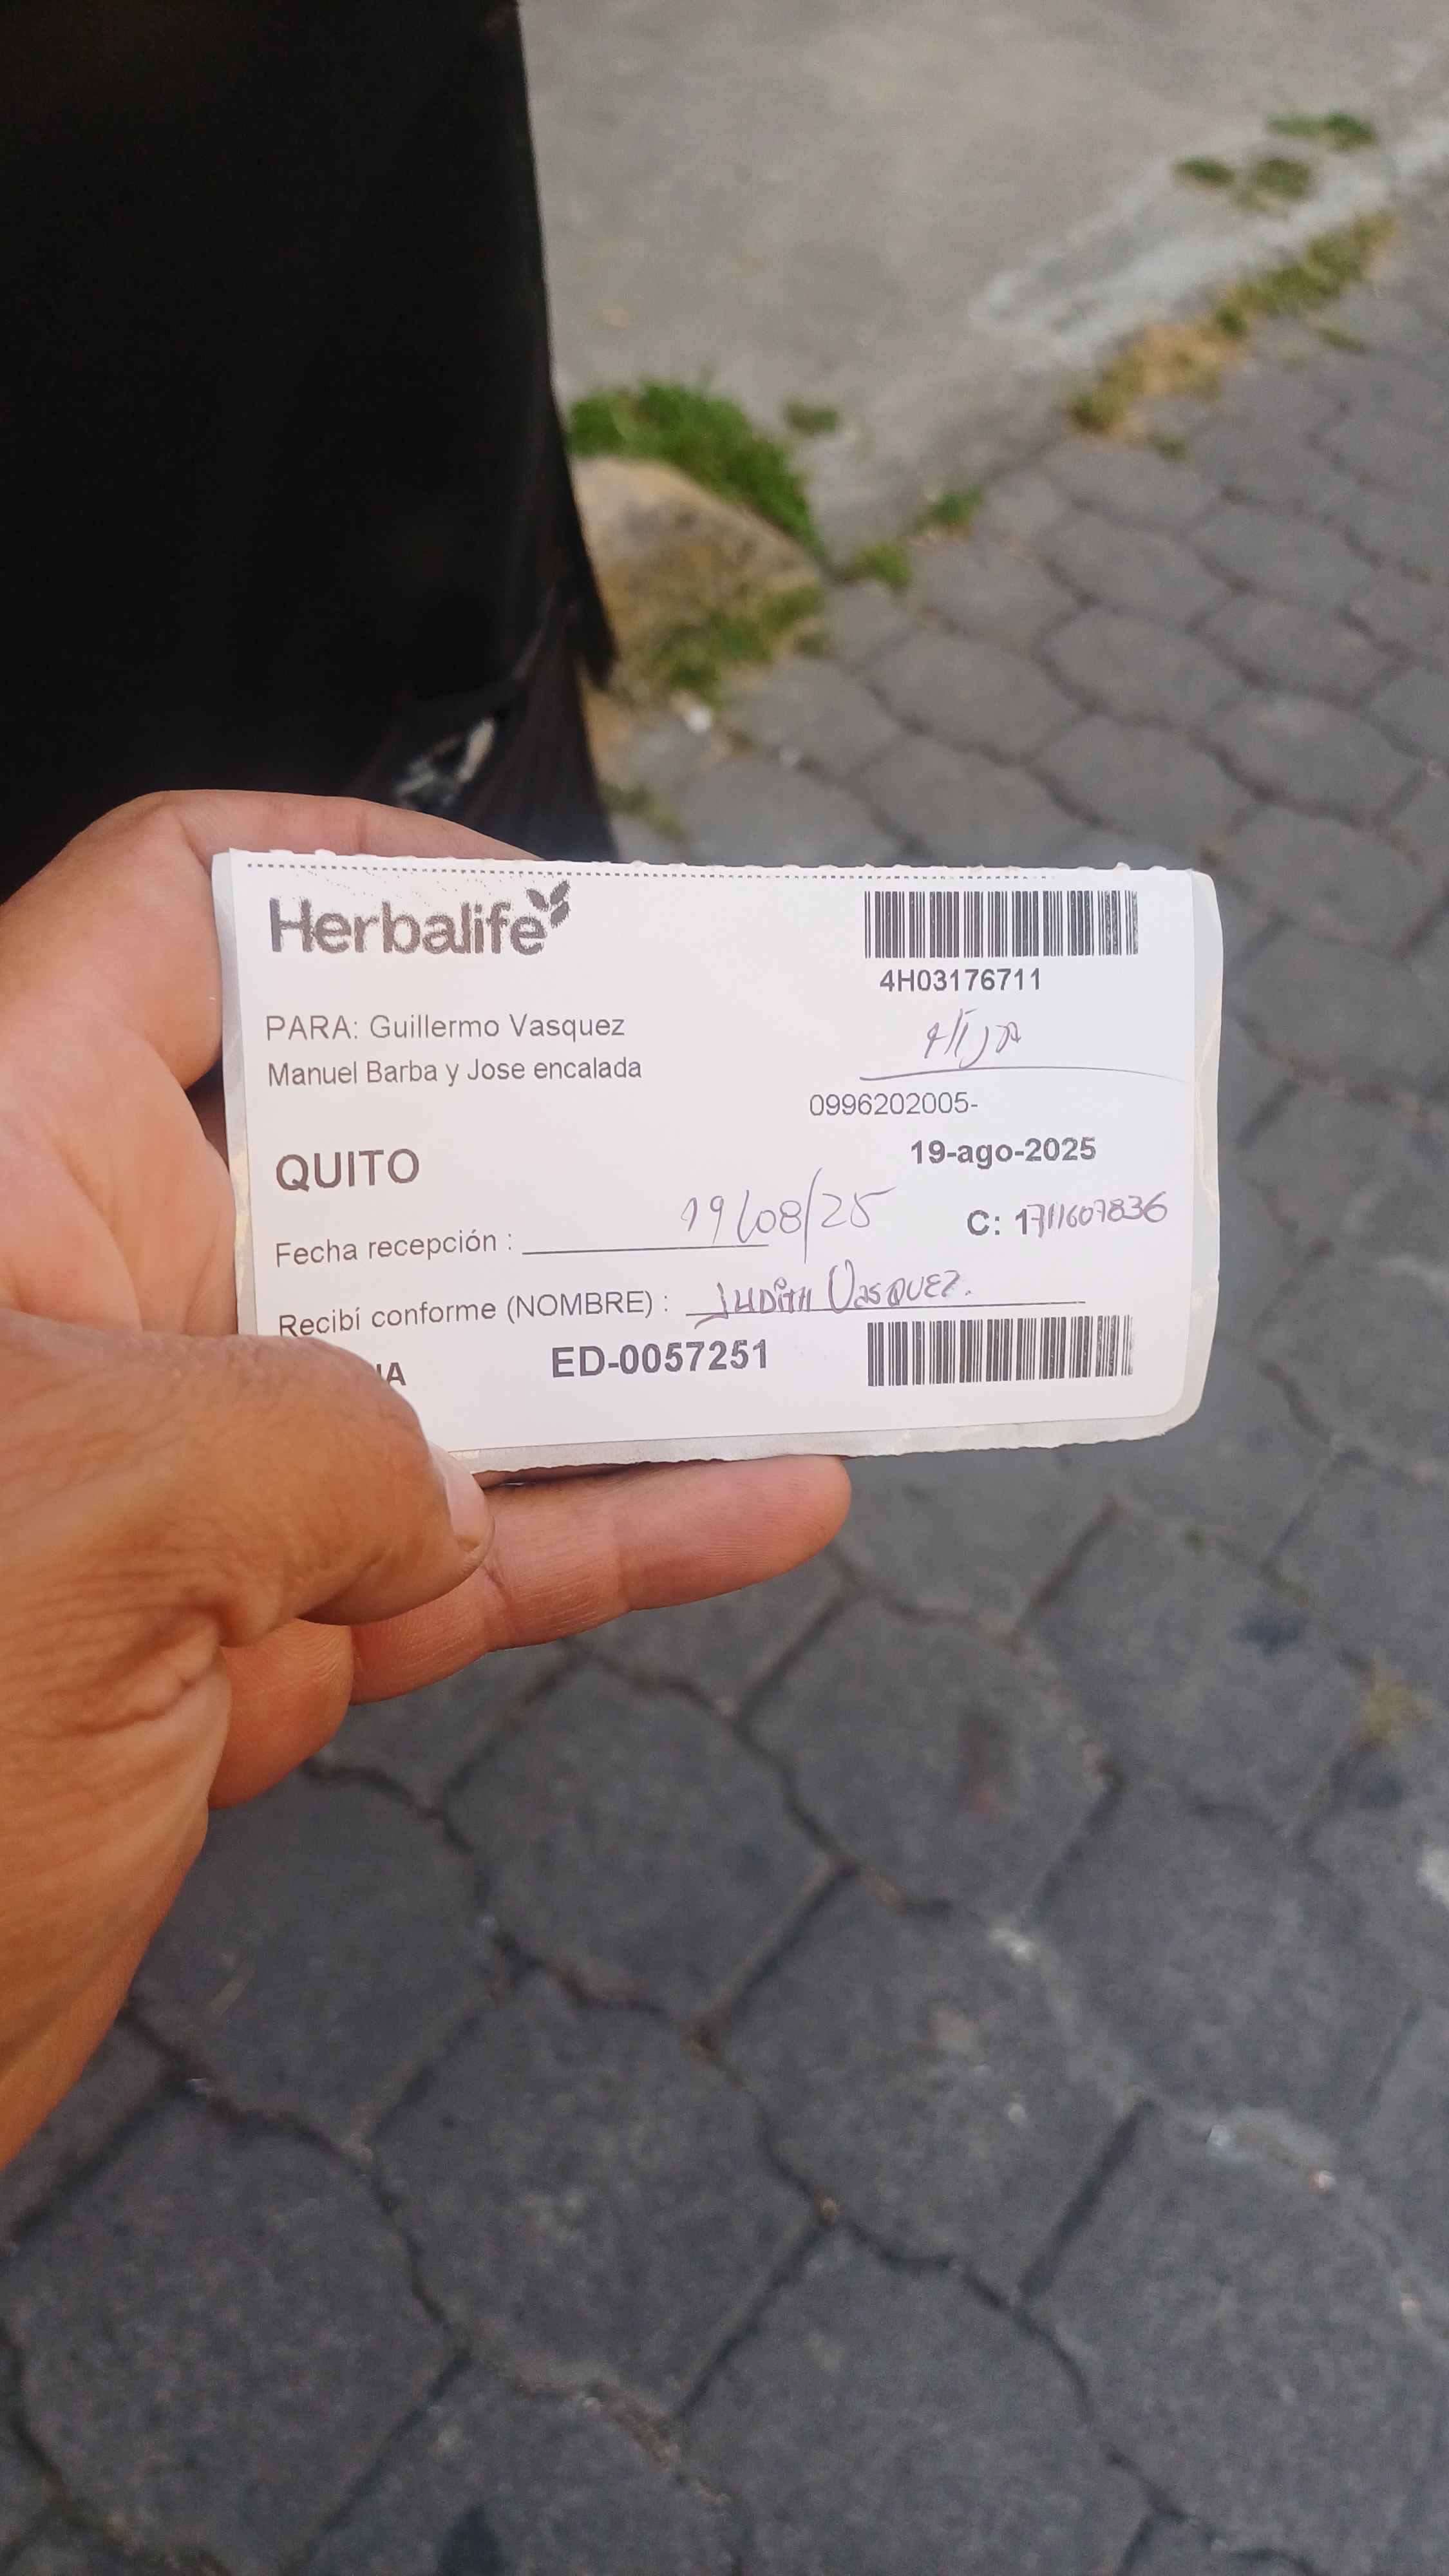 Herbalife
4H03176711
PARA: Guillermo Vasquez
Hija
Manuel Barba y Jose encalada
0996202005-
QUITO
19-ago-2025
Fecha recepción : 19/08/25
C: 1711607836
Recibí conforme (NOMBRE) : Judith Vasquez.
ED-0057251